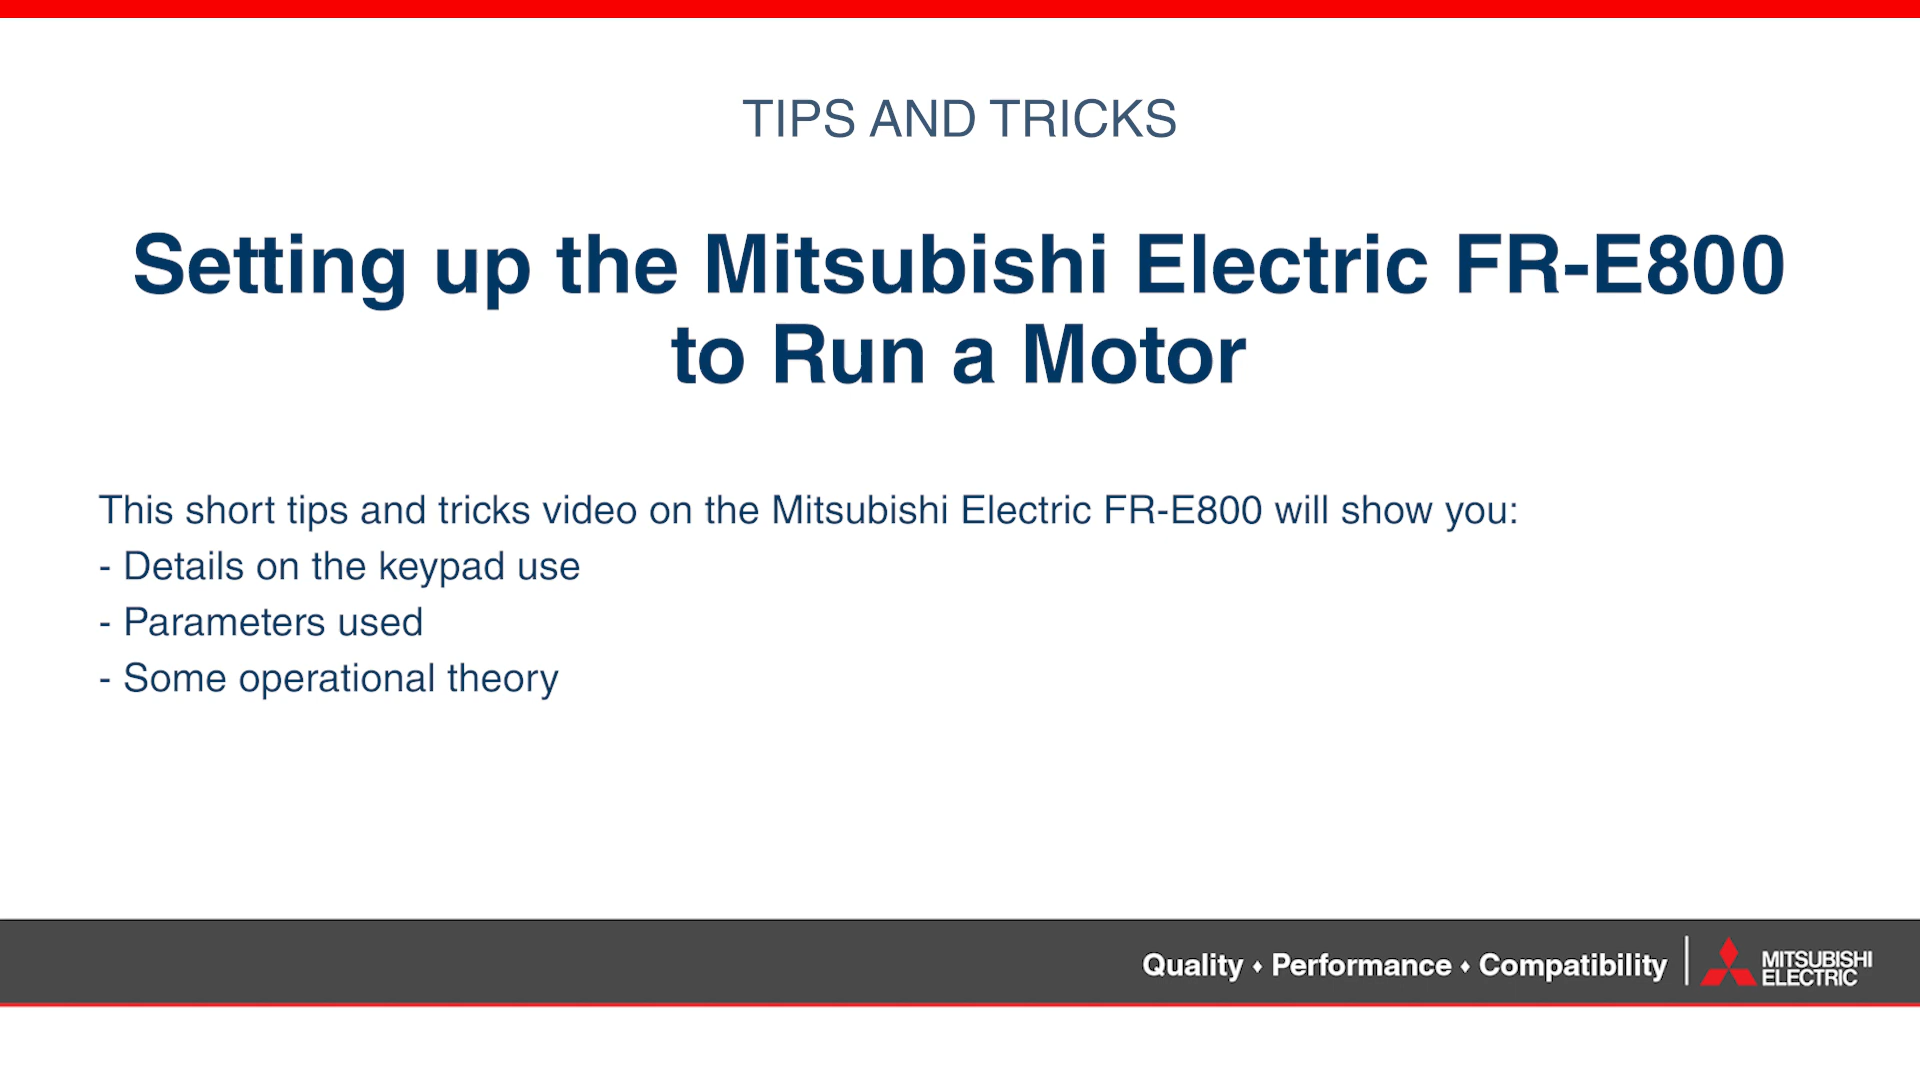 TIPS AND TRICKS
Setting up the Mitsubishi Electric FR-E800
to Run a Motor
This short tips and tricks video on the Mitsubishi Electric FR-E800 will show you:
- Details on the keypad use
- Parameters used
- Some operational theory
Quality ♦ Performance ♦ Compatibility
MITSUBISHI
ELECTRIC